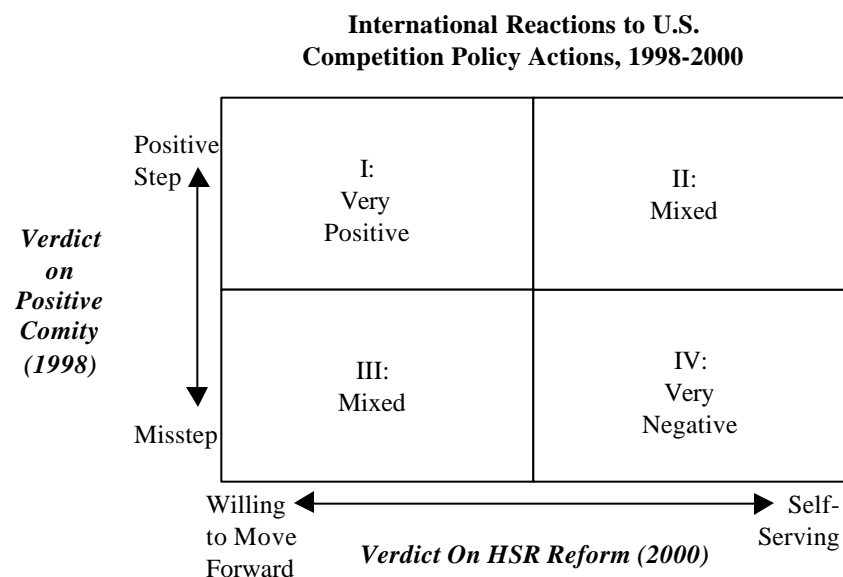 International Reactions to U.S.
Competition Policy Actions, 1998-2000
Positive
Step
I:
Very
Positive
II:
Mixed
Verdict
on
Positive
Comity
(1998)
III:
Mixed
IV:
Very
Negative
Misstep
Willing
to Move
Forward
Self-
Serving
Verdict On HSR Reform (2000)